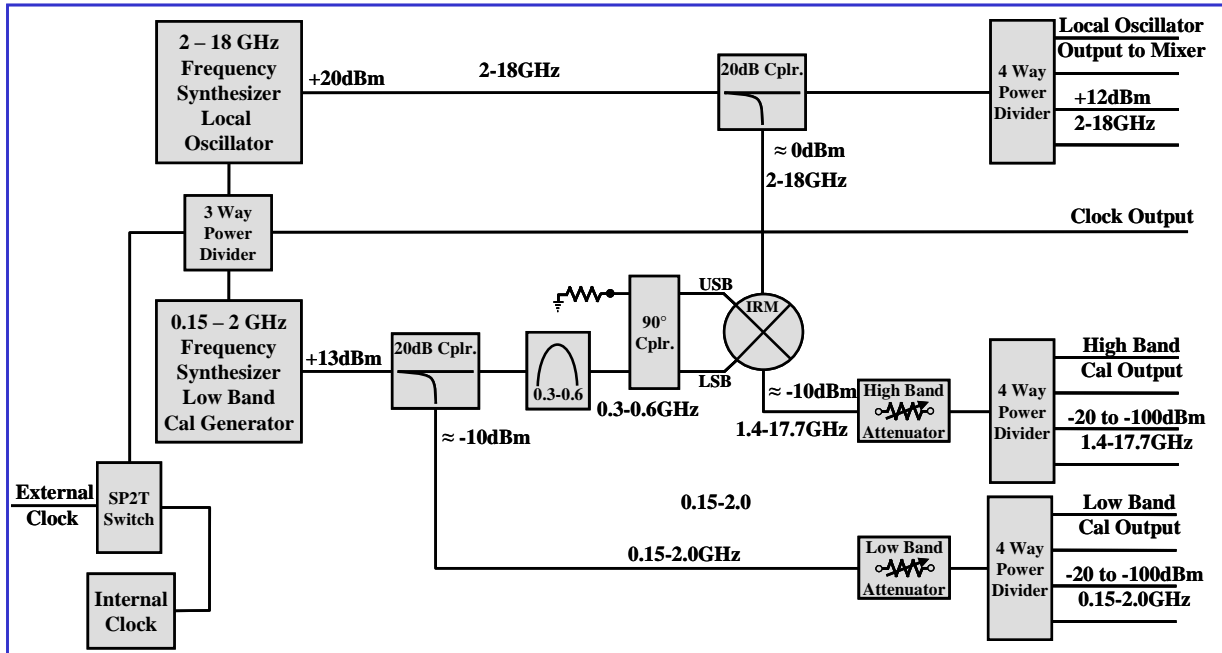 2 – 18 GHz
Frequency
Synthesizer
Local
Oscillator
+20dBm
2-18GHz
20dB Cplr.
4 Way
Power
Divider
Local Oscillator
Output to Mixer
+12dBm
2-18GHz
≈ 0dBm
2-18GHz
3 Way
Power
Divider
Clock Output
0.15 – 2 GHz
Frequency
Synthesizer
Low Band
Cal Generator
+13dBm
20dB Cplr.
≈ -10dBm
0.3-0.6
90°
Cplr.
0.3-0.6GHz
USB
LSB
IRM
≈ -10dBm
1.4-17.7GHz
High Band
Attenuator
4 Way
Power
Divider
High Band
Cal Output
-20 to -100dBm
1.4-17.7GHz
External
Clock
SP2T
Switch
Internal
Clock
0.15-2.0
0.15-2.0GHz
Low Band
Attenuator
4 Way
Power
Divider
Low Band
Cal Output
-20 to -100dBm
0.15-2.0GHz